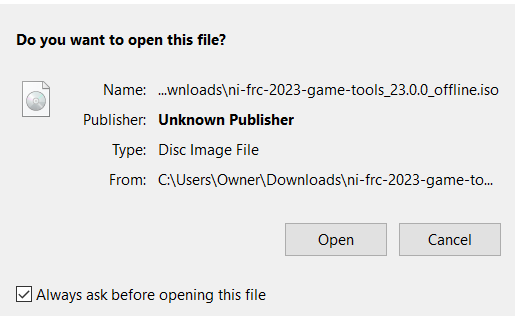 Do you want to open this file?
Name: ...wnloads\ni-frc-2023-game-tools_23.0.0_offline.iso
Publisher: Unknown Publisher
Type: Disc Image File
From: C:\Users\Owner\Downloads\ni-frc-2023-game-to...
Open Cancel
Always ask before opening this file